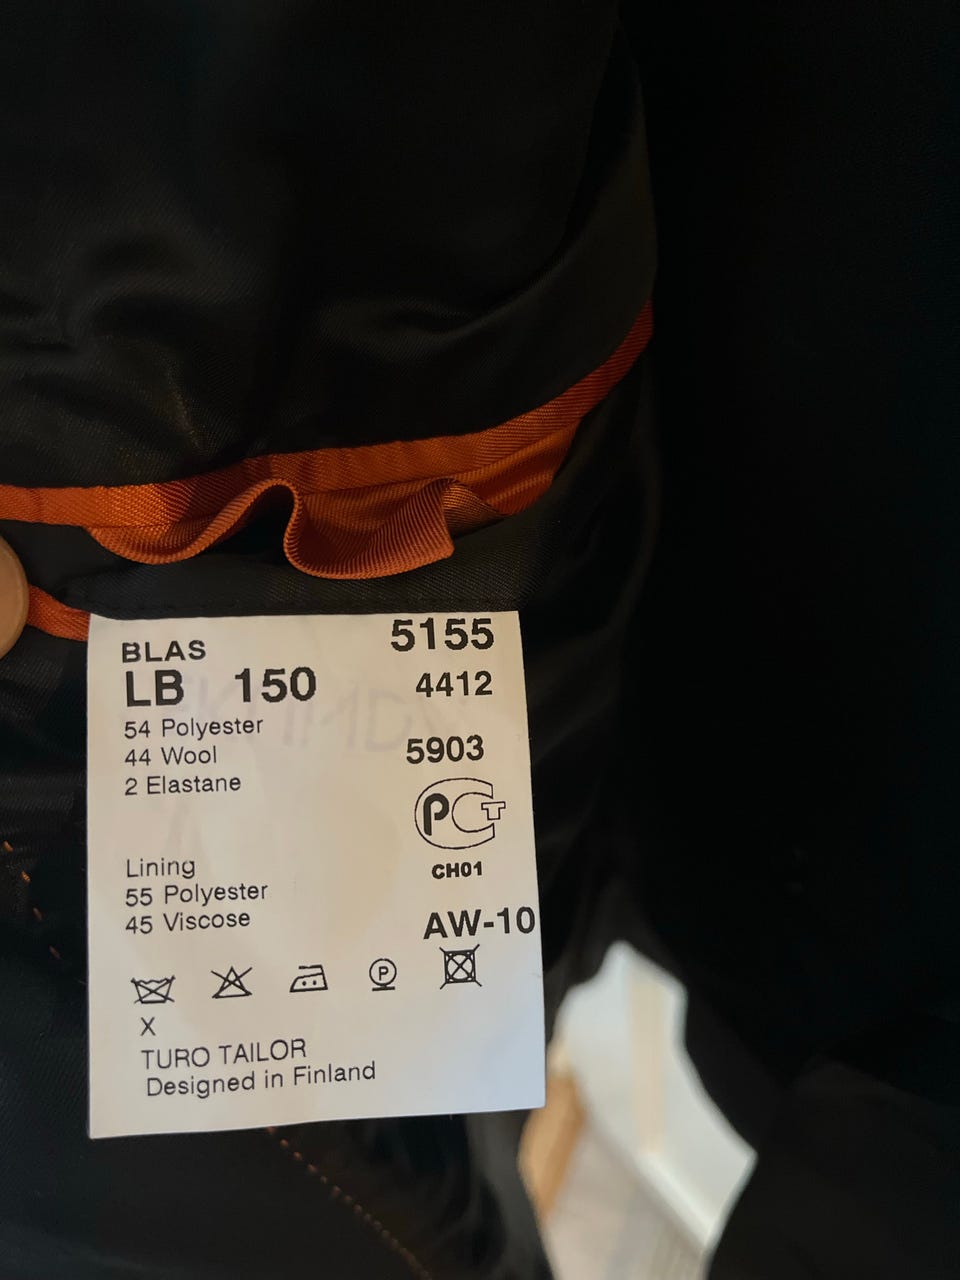 BLAS 5155
LB 150 4412
54 Polyester
44 Wool 5903
2 Elastane
PCT
CH01
Lining
55 Polyester
45 Viscose AW-10
P
X
TURO TAILOR
Designed in Finland